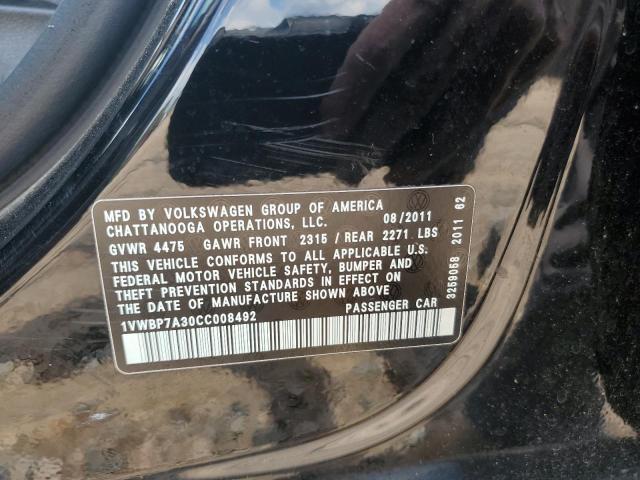 MFD BY VOLKSWAGEN GROUP OF AMERICA
CHATTANOOGA OPERATIONS, LLC. 08/2011
GVWR 4475 GAWR FRONT 2315 / REAR 2271 LBS
THIS VEHICLE CONFORMS TO ALL APPLICABLE U.S.
FEDERAL MOTOR VEHICLE SAFETY, BUMPER AND
THEFT PREVENTION STANDARDS IN EFFECT ON
THE DATE OF MANUFACTURE SHOWN ABOVE
1VWBP7A30CC008492 PASSENGER CAR
3259058 2011 62